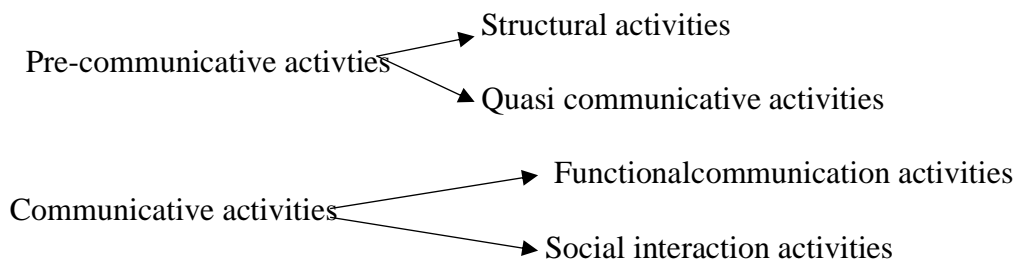 Structural activities
Pre-communicative activties
Quasi communicative activities
Functionalcommunication activities
Communicative activities
Social interaction activities